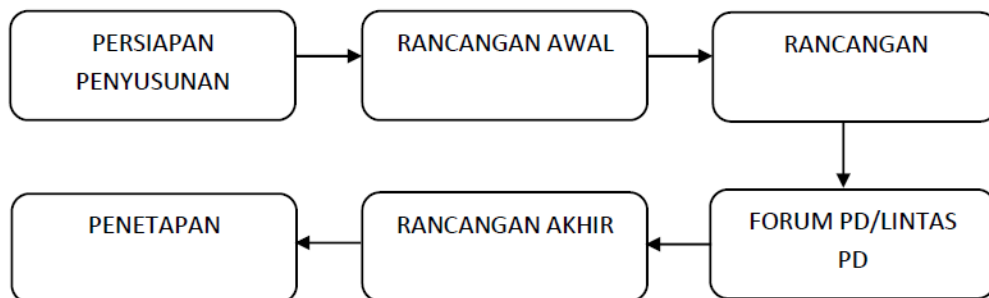 PERSIAPAN
PENYUSUNAN
RANCANGAN AWAL
RANCANGAN
FORUM PD/LINTAS
PD
RANCANGAN AKHIR
PENETAPAN